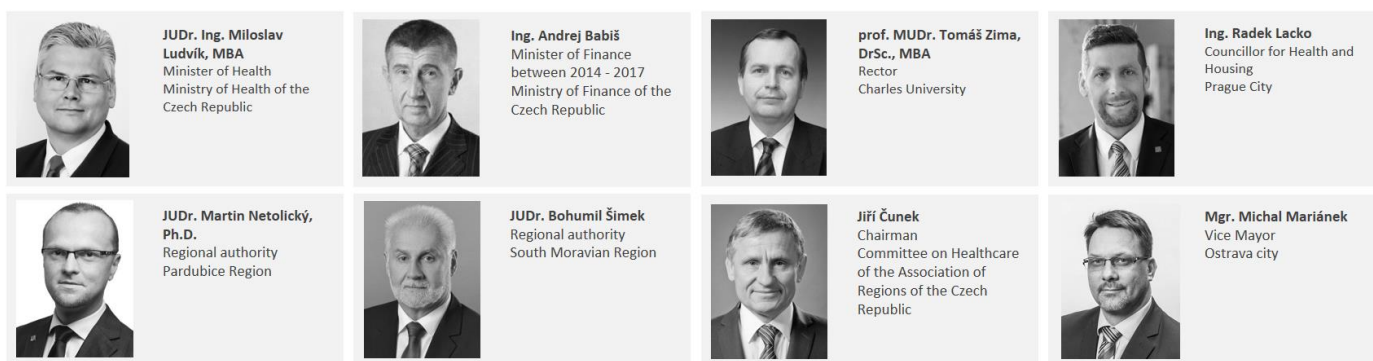 JUDr. Ing. Miloslav
Ludvík, MBA
Minister of Health
Ministry of Health of the
Czech Republic
Ing. Andrej Babiš
Minister of Finance
between 2014 - 2017
Ministry of Finance of the
Czech Republic
prof. MUDr. Tomáš Zima,
DrSc., MBA
Rector
Charles University
Ing. Radek Lacko
Councillor for Health and
Housing
Prague City
JUDr. Martin Netolický,
Ph.D.
Regional authority
Pardubice Region
JUDr. Bohumil Šimek
Regional authority
South Moravian Region
Jiří Čunek
Chairman
Committee on Healthcare
of the Association of
Regions of the Czech
Republic
Mgr. Michal Mariánek
Vice Mayor
Ostrava city